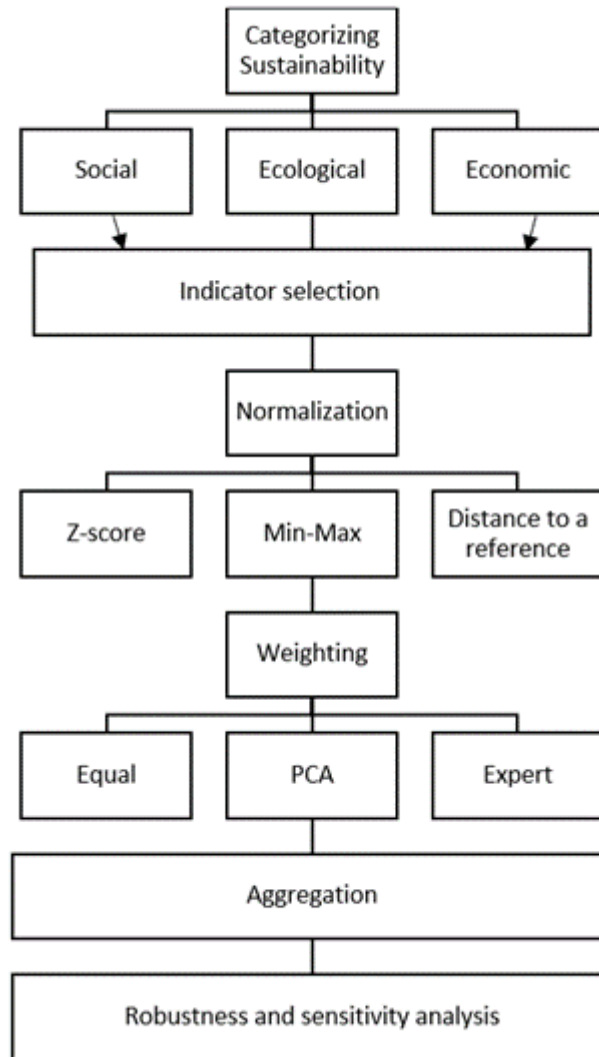 Categorizing
Sustainability
Social
Ecological
Economic
Indicator selection
Normalization
Z-score
Min-Max
Distance to a
reference
Weighting
Equal
PCA
Expert
Aggregation
Robustness and sensitivity analysis